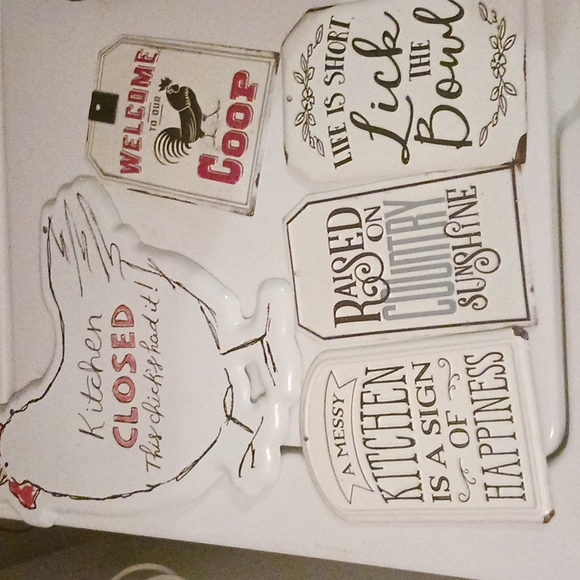 WELCOME
TO OUR
COOP
LIFE IS SHORT
Lick
THE
Bowl
Kitchen
CLOSED
This chick's had it!
RAISED
ON
COUNTRY
SUNSHINE
A MESSY
KITCHEN
IS A SIGN
OF
HAPPINESS